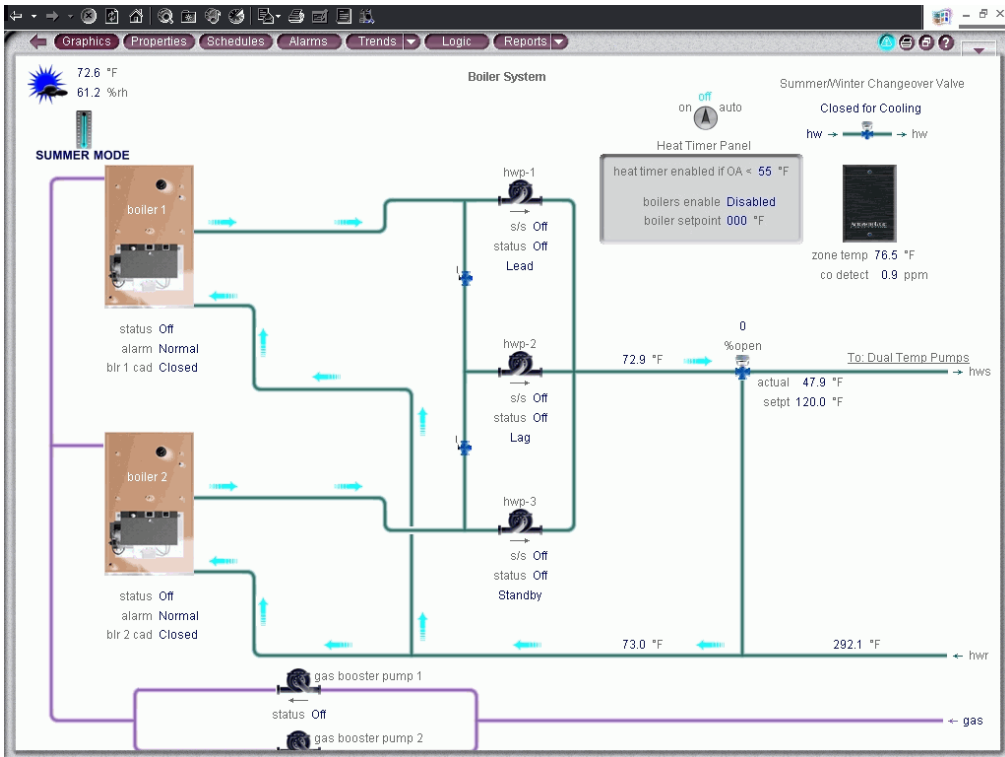 Graphics Properties Schedules Alarms Trends Logic Reports
72.6 °F
61.2 %rh
SUMMER MODE
Boiler System
Summer/Winter Changeover Valve
Closed for Cooling
hw → → hw
on off auto
Heat Timer Panel
heat timer enabled if OA < 55 °F
boilers enable Disabled
boiler setpoint 000 °F
zone temp 76.5 °F
co detect 0.9 ppm
boiler 1
status Off
alarm Normal
blr 1 cad Closed
hwp-1
s/s Off
status Off
Lead
hwp-2
s/s Off
status Off
Lag
72.9 °F
0
%open
To: Dual Temp Pumps
→ hws
actual 47.9 °F
setpt 120.0 °F
boiler 2
status Off
alarm Normal
blr 2 cad Closed
hwp-3
s/s Off
status Off
Standby
73.0 °F
292.1 °F
← hwr
gas booster pump 1
status Off
← gas
gas booster pump 2